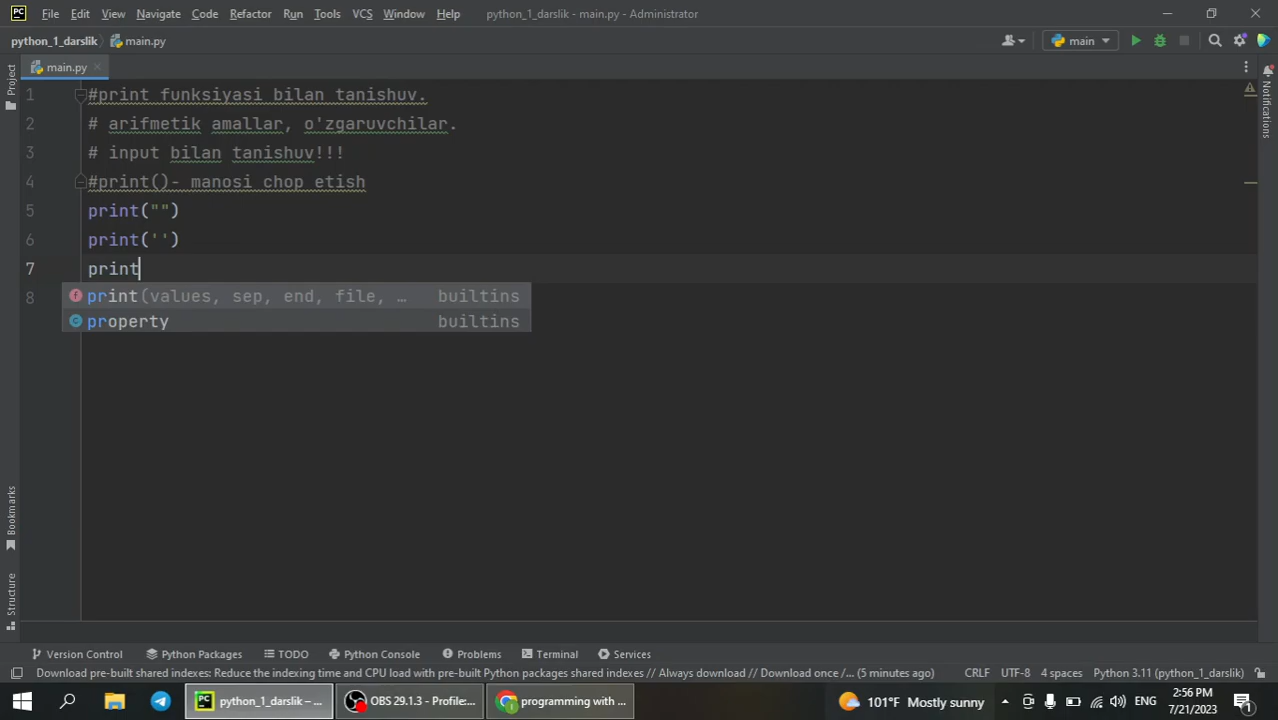 PC File Edit View Navigate Code Refactor Run Tools VCS Window Help python_1_darslik - main.py - Administrator
python_1_darslik main.py main
main.py
Project
Notifications
1 #print funksiyasi bilan tanishuv.
2 # arifmetik amallar, o'zgaruvchilar.
3 # input bilan tanishuv!!!
4 #print()- manosi chop etish
5 print("")
6 print('')
7 print
8 print(values, sep, end, file, … builtins
property builtins
Bookmarks
Structure
Version Control Python Packages TODO Python Console Problems Terminal Services
Download pre-built shared indexes: Reduce the indexing time and CPU load with pre-built Python packages shared indexes // Always download // Download once /... (5 minutes ago) CRLF UTF-8 4 spaces Python 3.11 (python_1_darslik)
PC python_1_darslik – ... OBS 29.1.3 - Profile:... programming with ... 101°F Mostly sunny ENG 2:56 PM
7/21/2023 1